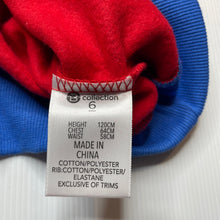 B collection
6
HEIGHT 120CM
CHEST 64CM
WAIST 58CM
MADE IN
CHINA
COTTON/POLYESTER
RIB:COTTON/POLYESTER/
ELASTANE
EXCLUSIVE OF TRIMS